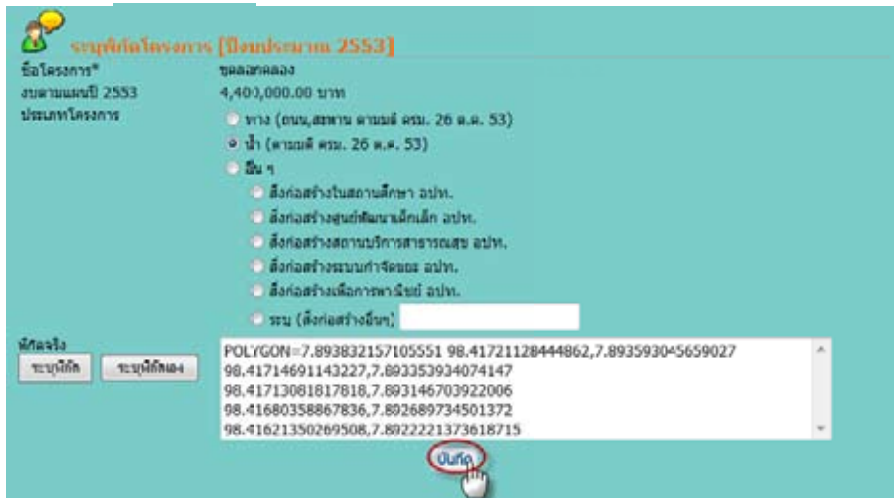 ระบุพิกัดโครงการ [ปีงบประมาณ 2553]
ชื่อโครงการ* ขุดลอกคลอง
งบตามแผนปี 2553 4,400,000.00 บาท
ประเภทโครงการ ทาง (ถนน,สะพาน ตามมติ ครม. 26 ต.ค. 53)
น้ำ (ตามมติ ครม. 26 ต.ค. 53)
อื่น ๆ
สิ่งก่อสร้างในสถานศึกษา อปท.
สิ่งก่อสร้างศูนย์พัฒนาเด็กเล็ก อปท.
สิ่งก่อสร้างสถานบริการสาธารณสุข อปท.
สิ่งก่อสร้างระบบกำจัดขยะ อปท.
สิ่งก่อสร้างเพื่อการพาณิชย์ อปท.
ระบุ (สิ่งก่อสร้างอื่นๆ)
พิกัดจริง
ระบุพิกัด ระบุพิกัดเอง
POLYGON=7.893832157105551 98.41721128444862,7.893593045659027
98.41714691143227,7.893353934074147
98.41713081817818,7.893146703922006
98.41680358867836,7.892689734501372
98.41621350269508,7.8922221373618715
บันทึก